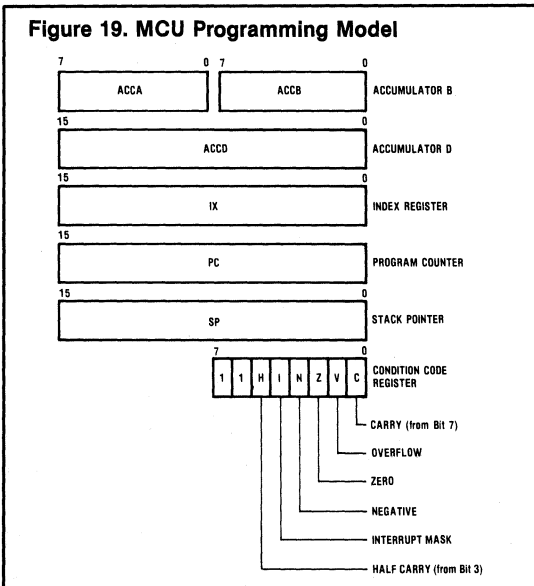 Figure 19. MCU Programming Model
7 0 7 0
ACCA ACCB ACCUMULATOR B
15 0
ACCD ACCUMULATOR D
15 0
IX INDEX REGISTER
15 0
PC PROGRAM COUNTER
15 0
SP STACK POINTER
7 0
1 1 H I N Z V C CONDITION CODE
REGISTER
CARRY (from Bit 7)
OVERFLOW
ZERO
NEGATIVE
INTERRUPT MASK
HALF CARRY (from Bit 3)